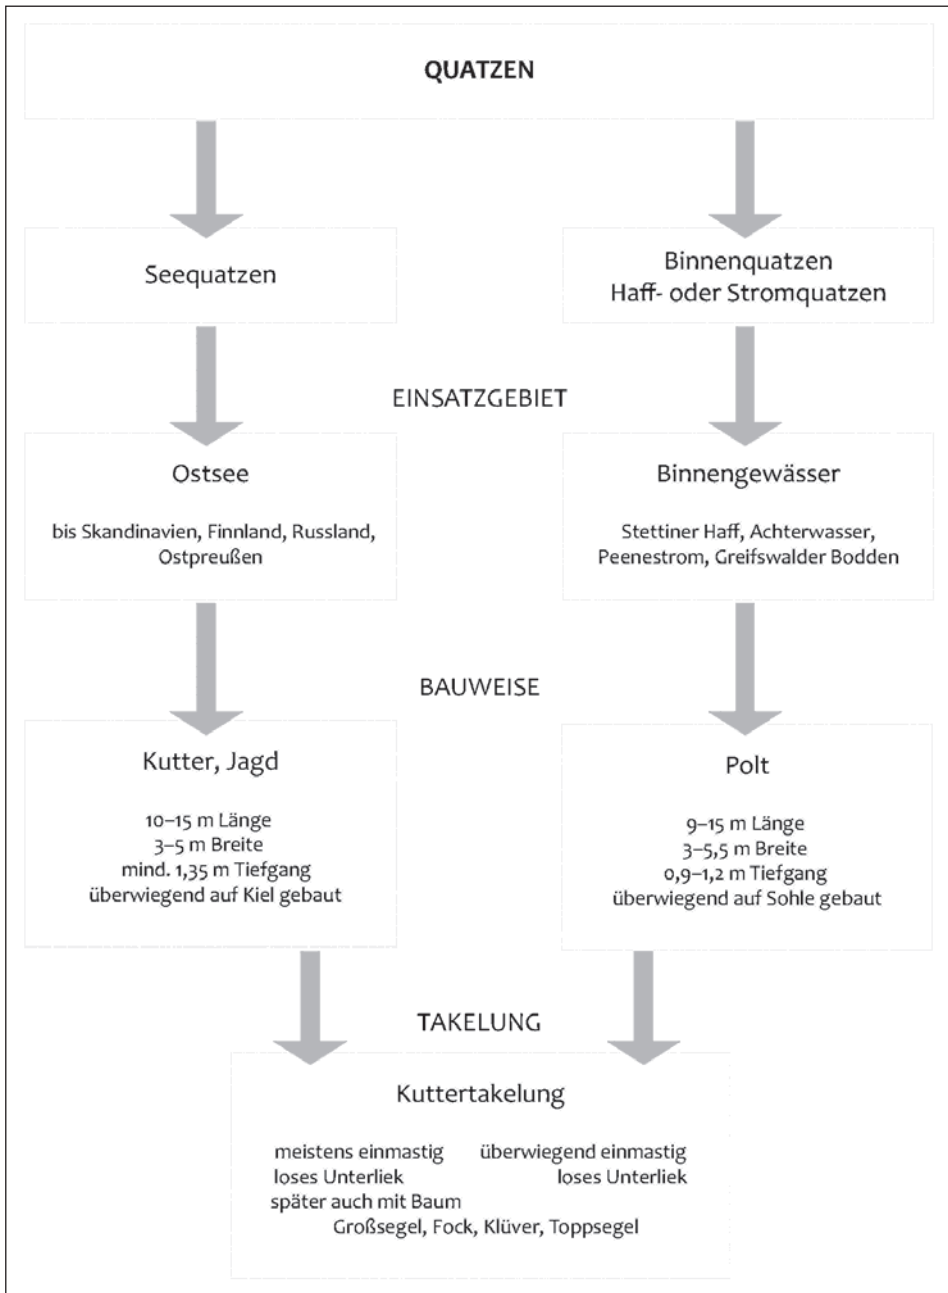 QUATZEN
Seequatzen
Binnenquatzen
Haff- oder Stromquatzen
EINSATZGEBIET
Ostsee
bis Skandinavien, Finnland, Russland,
Ostpreußen
Binnengewässer
Stettiner Haff, Achterwasser,
Peenestrom, Greifswalder Bodden
BAUWEISE
Kutter, Jagd
10–15 m Länge
3–5 m Breite
mind. 1,35 m Tiefgang
überwiegend auf Kiel gebaut
Polt
9–15 m Länge
3–5,5 m Breite
0,9–1,2 m Tiefgang
überwiegend auf Sohle gebaut
TAKELUNG
Kuttertakelung
meistens einmastig
loses Unterliek
später auch mit Baum
überwiegend einmastig
loses Unterliek
Großsegel, Fock, Klüver, Toppsegel